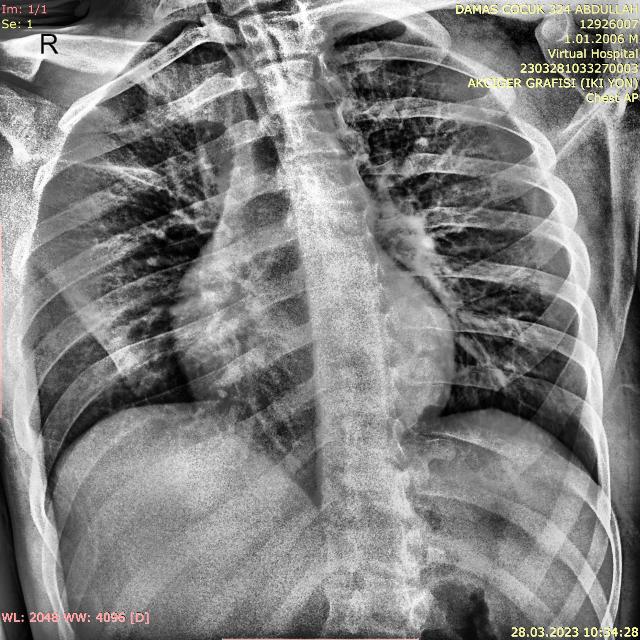 Im: 1/1
Se: 1
R
DAMAS COCUK 324 ABDULLAH
12926007
1.01.2006 M
Virtual Hospital
2303281033270003
AKCIGER GRAFISI (IKI YON)
Chest AP
WL: 2048 WW: 4096 [D]
28.03.2023 10:34:28